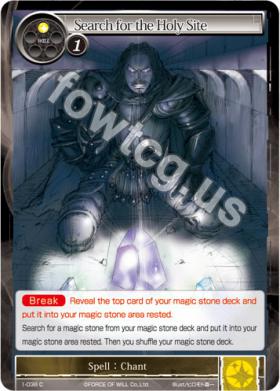 Search for the Holy Site
WILL
1
fowtcg.us
Break Reveal the top card of your magic stone deck and
put it into your magic stone area rested.
Search for a magic stone from your magic stone deck and put it
into your magic stone area rested. Then you shuffle your magic stone deck.
1-036 C
©FORCE OF WILL Co.,Ltd.
Spell : Chant